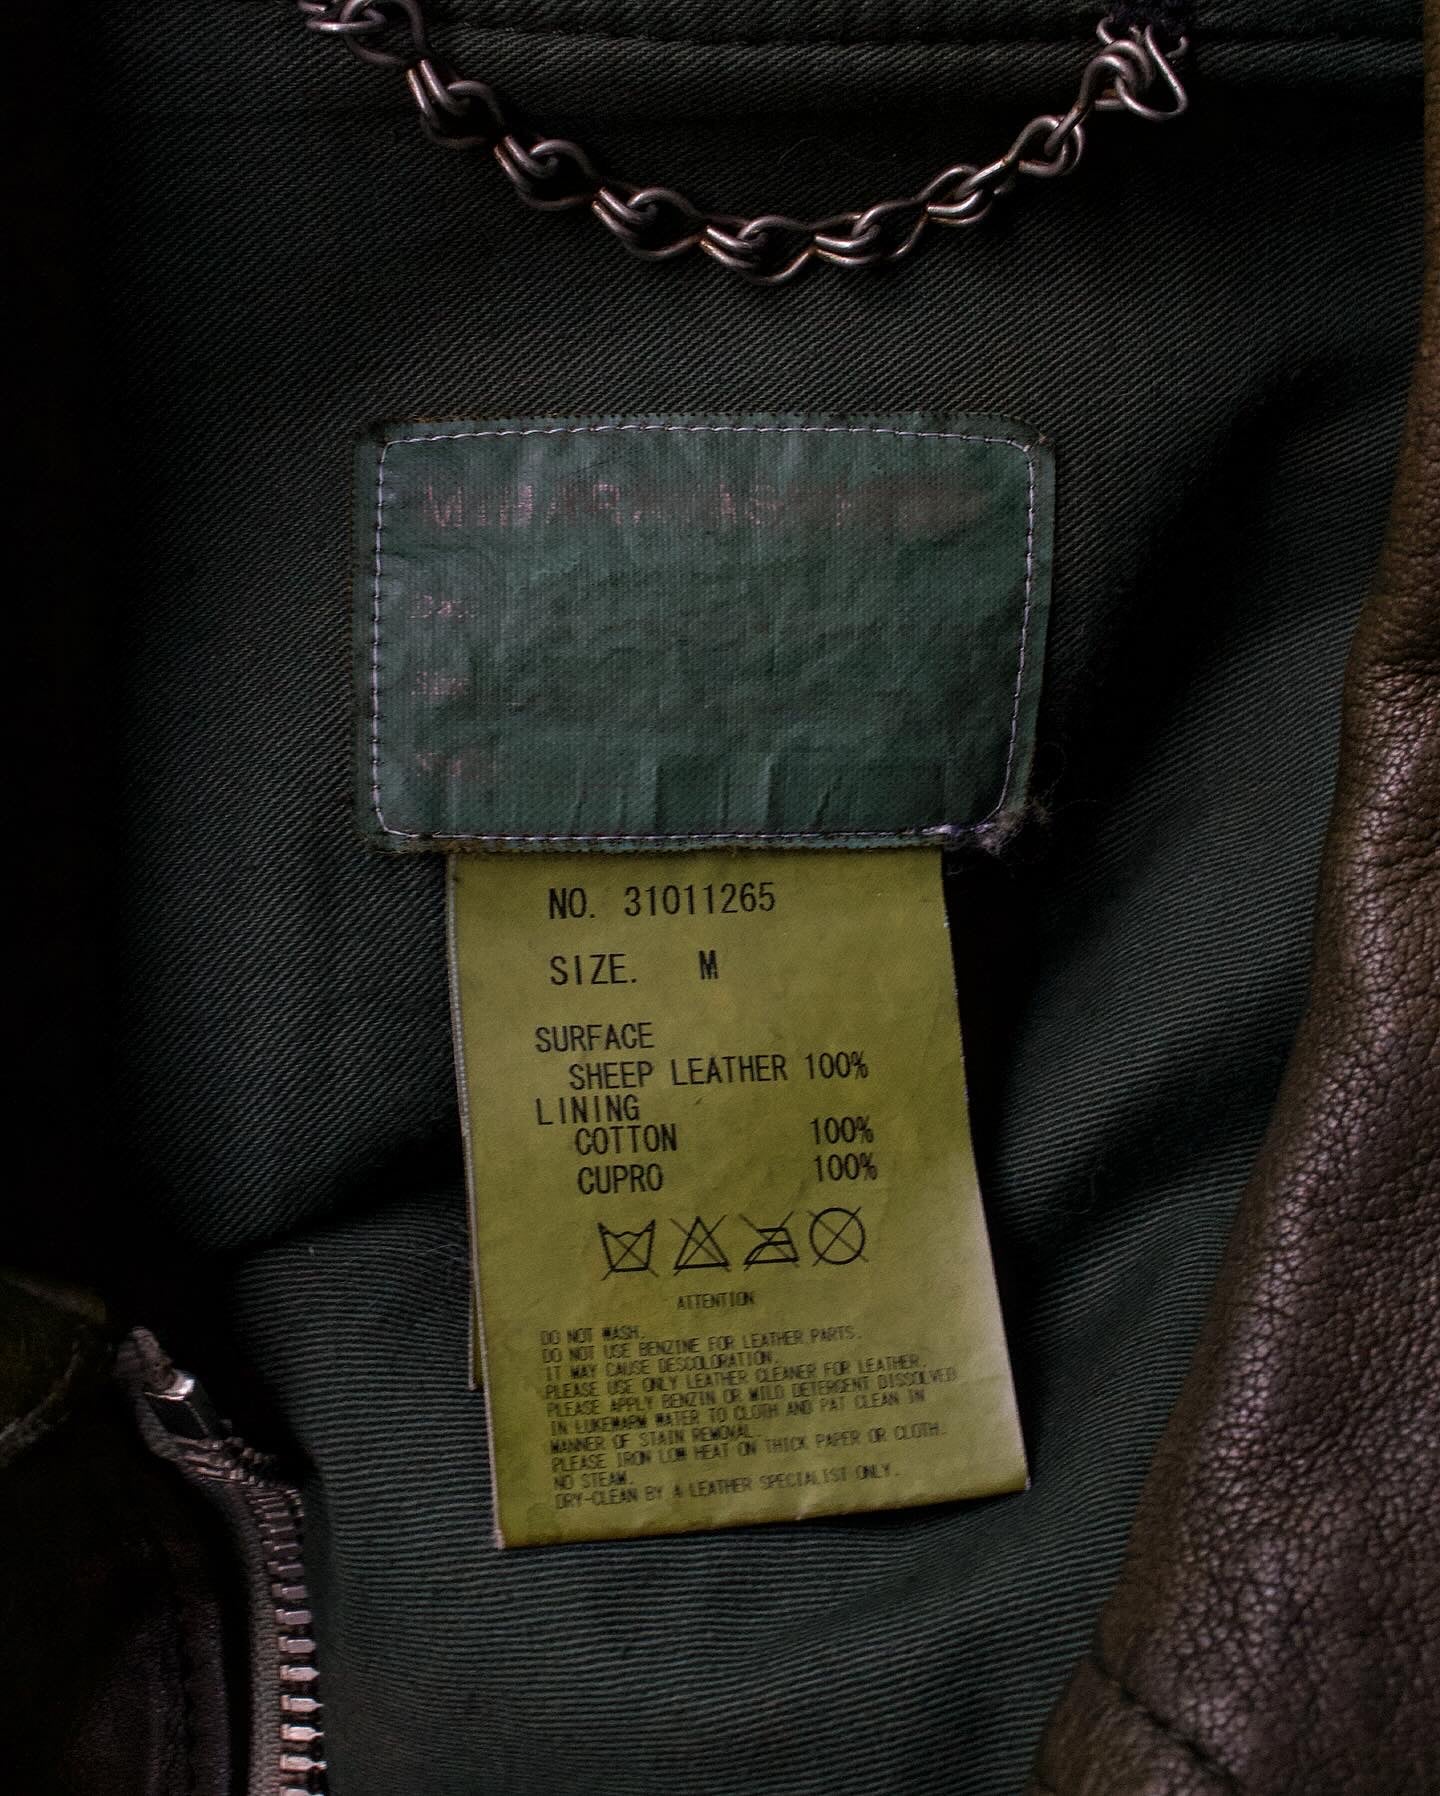 MIHARAYASUHIRO
Date
Size
NO. 31011265
SIZE. M
SURFACE
SHEEP LEATHER 100%
LINING
COTTON 100%
CUPRO 100%
ATTENTION
DO NOT WASH.
DO NOT USE BENZINE FOR LEATHER PARTS.
IT MAY CAUSE DESCOLORATION.
PLEASE USE ONLY LEATHER CLEANER FOR LEATHER.
PLEASE APPLY BENZIN OR MILD DETERGENT DISSOLVED
IN LUKEWARM WATER TO CLOTH AND PAT CLEAN IN
MANNER OF STAIN REMOVAL.
PLEASE IRON LOW HEAT ON THICK PAPER OR CLOTH.
NO STEAM.
DRY-CLEAN BY A LEATHER SPECIALIST ONLY.